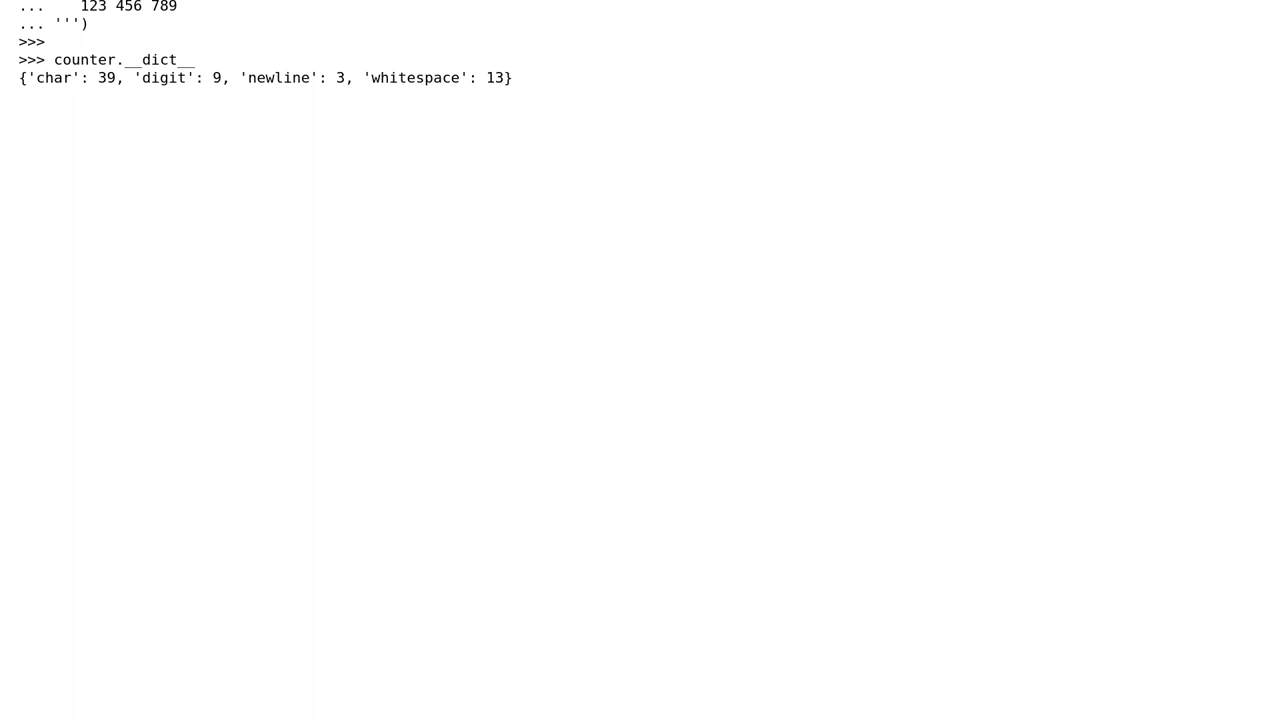 ...    123 456 789
... ''')
>>>
>>> counter.__dict__
{'char': 39, 'digit': 9, 'newline': 3, 'whitespace': 13}